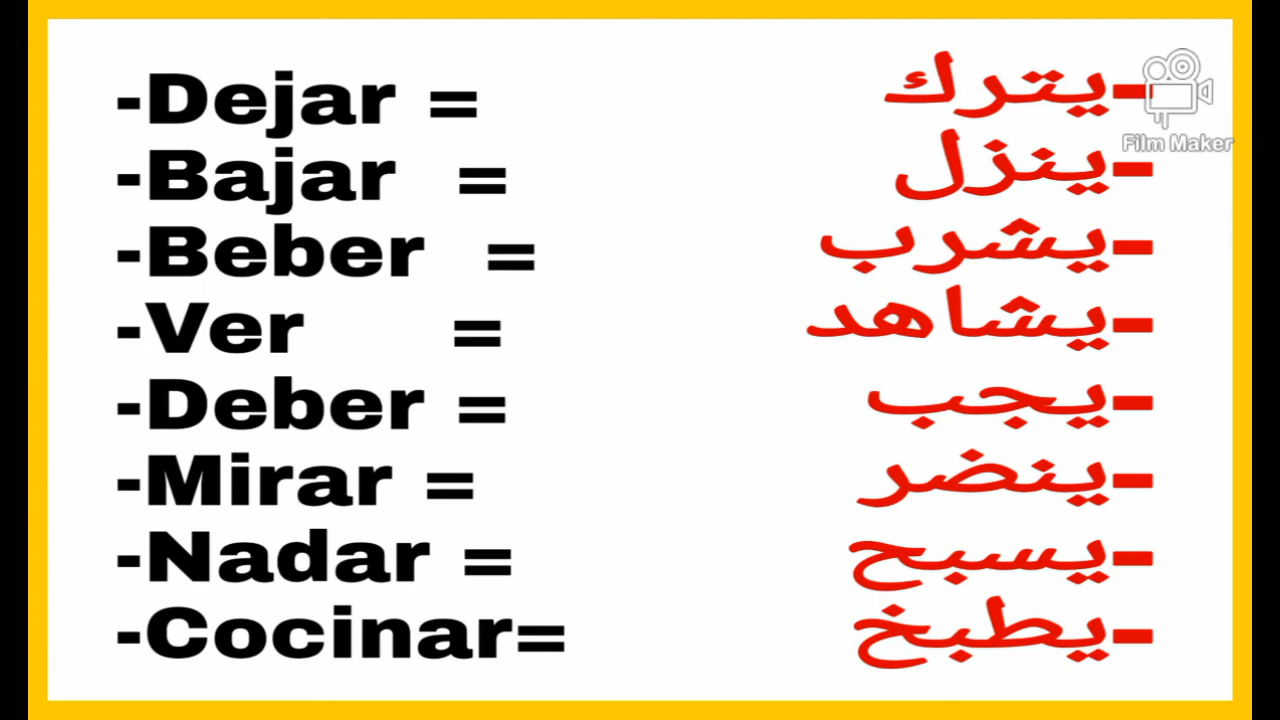 -Dejar = -يترك
-Bajar = -ينزل
-Beber = -يشرب
-Ver = -يشاهد
-Deber = -يجب
-Mirar = -ينضر
-Nadar = -يسبح
-Cocinar= -يطبخ
Film Maker